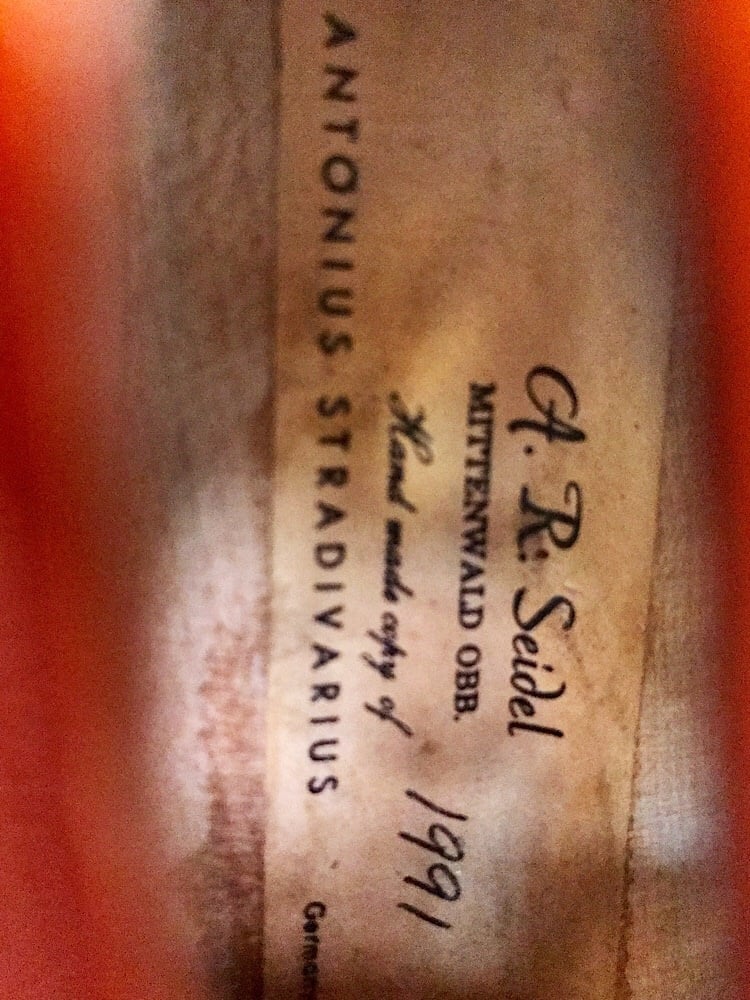 A. R. Seidel
MITTENWALD OBB.
Hand made copy of
1991
ANTONIUS STRADIVARIUS